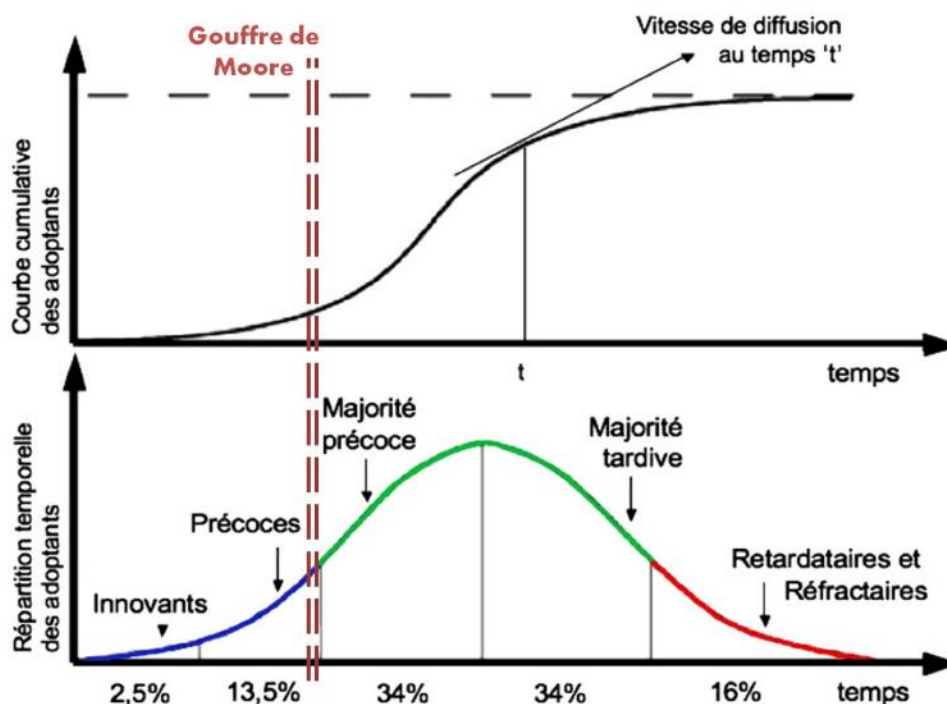 Gouffre de
Moore
Vitesse de diffusion
au temps 't'
Courbe cumulative
des adoptants
t
temps
Répartition temporelle
des adoptants
Innovants
Précoces
Majorité
précoce
Majorité
tardive
Retardataires et
Réfractaires
2,5%
13,5%
34%
34%
16%
temps